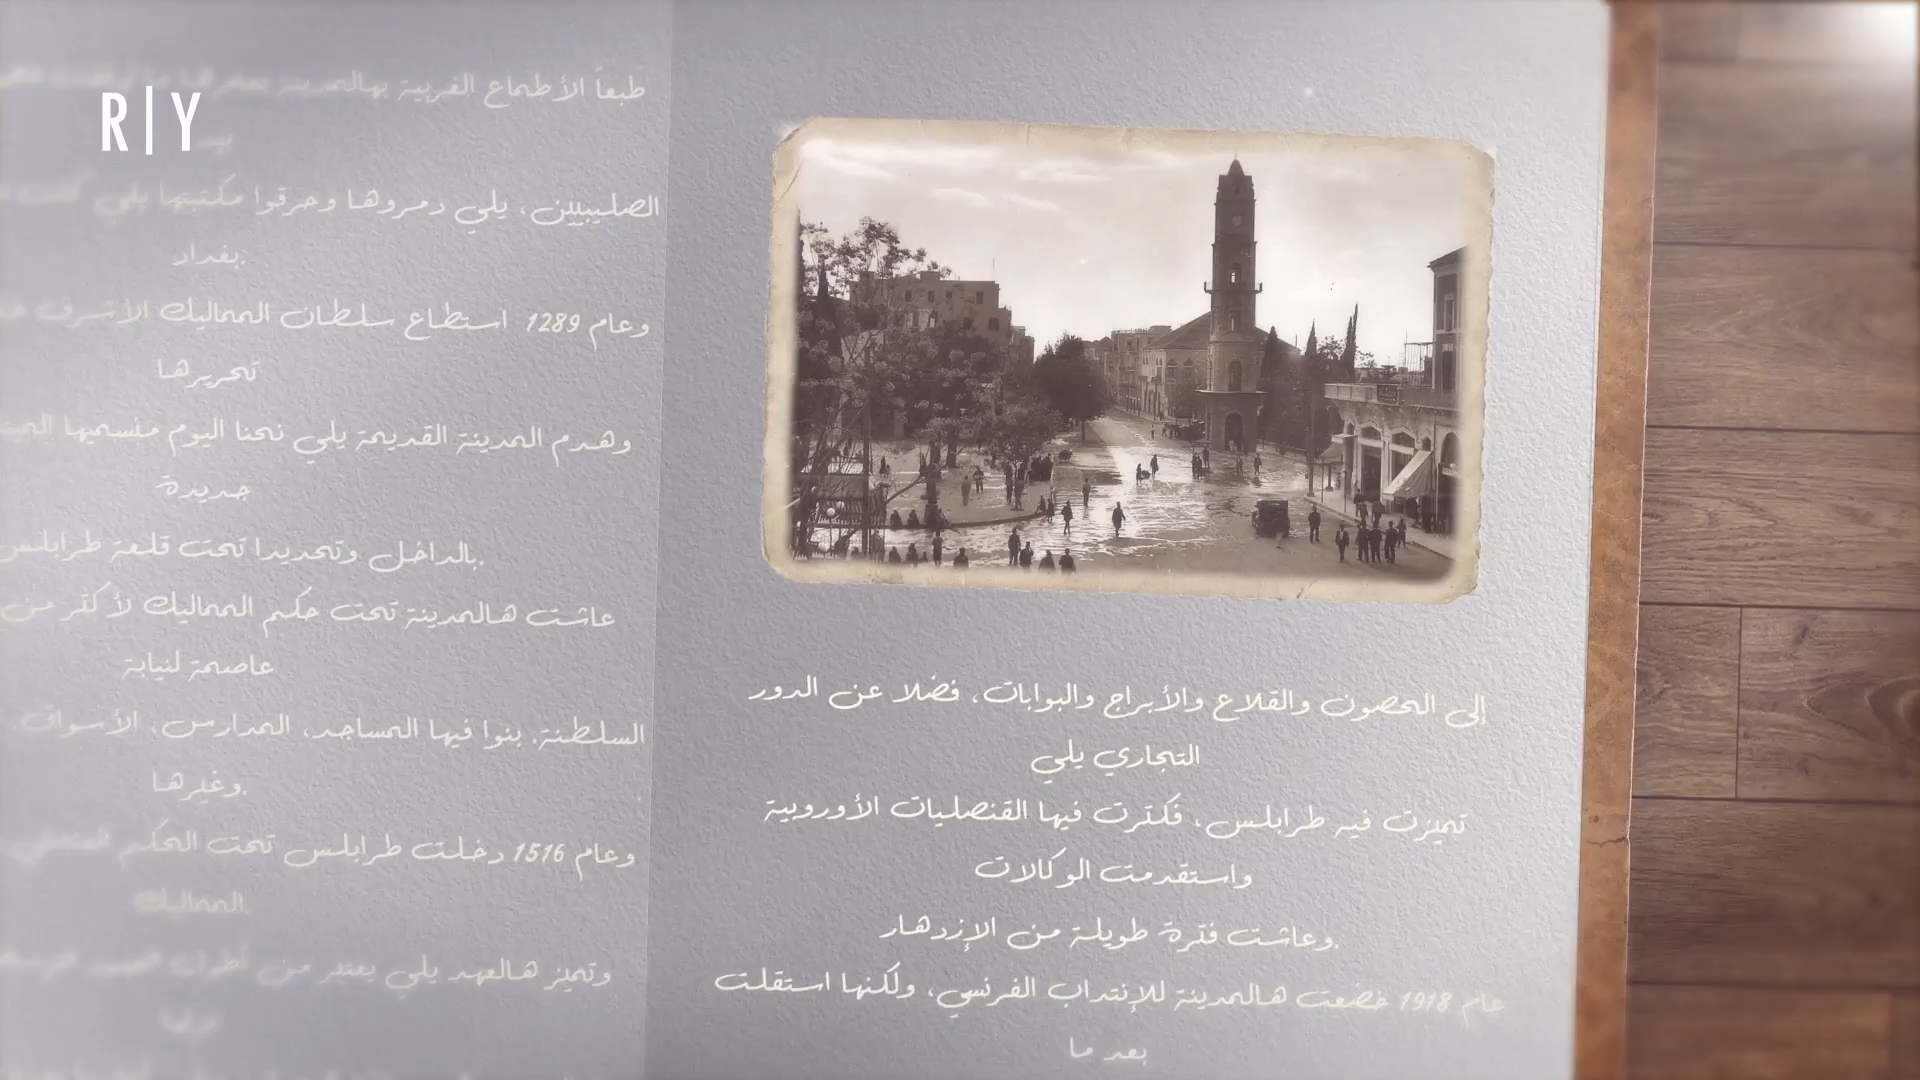 R|Y
طبعاً الأطماع الغربية بهالمدينة
الصليبيين، يلي دمروها وحرقوا مكتبتها يلي
بغداد.
وعام 1289 استطاع سلطان المماليك الأشرف
تحريرها
وهدم المدينة القديمة يلي نحنا اليوم منسميها المينا
جديدة
بالداخل وتحديدا تحت قلعة طرابلس.
عاشت هالمدينة تحت حكم المماليك لأكتر من
عاصمة لنيابة
السلطنة. بنوا فيها المساجد، المدارس، الأسواق،
وغيرها.
وعام 1516 دخلت طرابلس تحت الحكم
المماليك.
وتميز هالعهد يلي يعتبر من أطول
إلى الحصون والقلاع والأبراج والبوابات، فضلا عن الدور
التجاري يلي
تميزت فيه طرابلس، فكترت فيها القنصليات الأوروبية
واستقدمت الوكالات
وعاشت فترة طويلة من الإزدهار.
عام 1918 خضعت هالمدينة للإنتداب الفرنسي، ولكنها استقلت
بعد ما